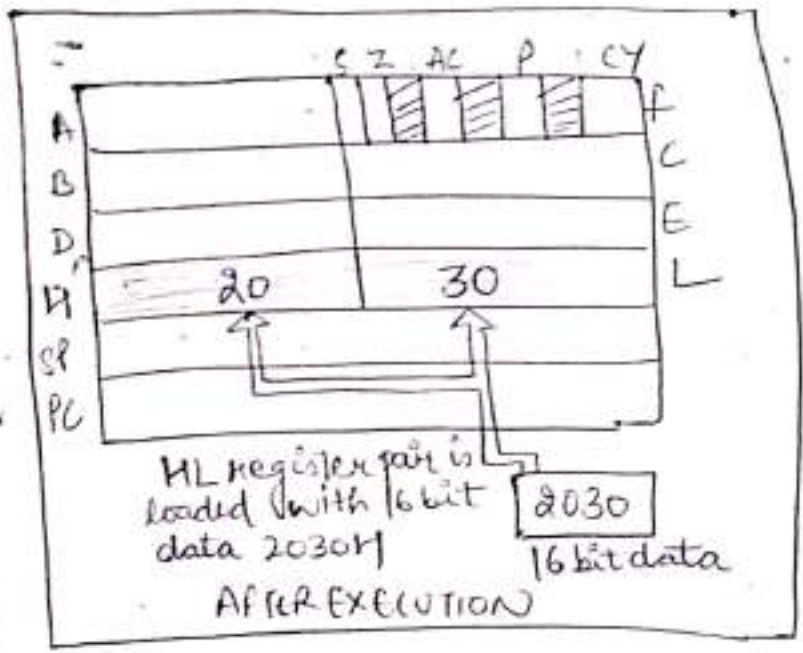 S Z AC P CY
A F
B C
D E
H 20 30 L
SP
PC
HL register pair is
loaded with 16 bit
data 2030H
2030
16 bit data
AFTER EXECUTION